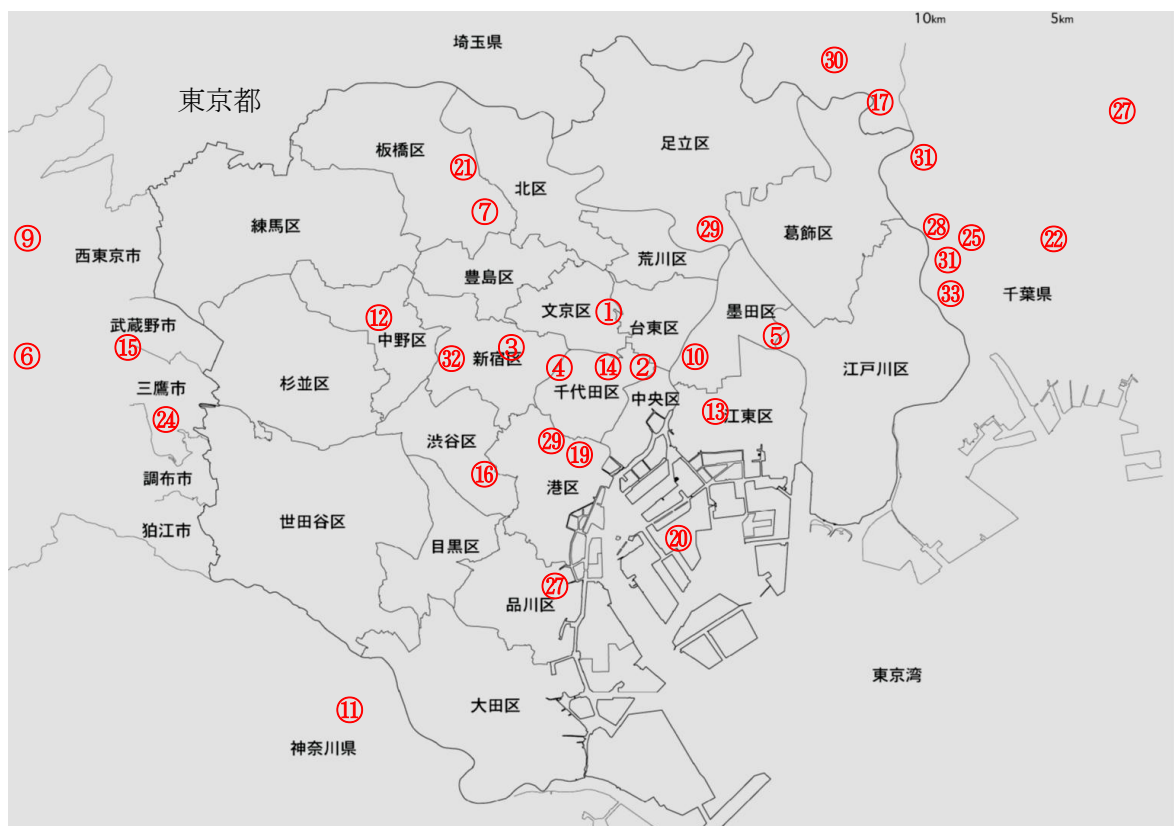 10km 5km
埼玉県
㉚
東京都
⑰
㉗
足立区
板橋区
㉑
㉛
北区
⑦
練馬区
㉙
葛飾区
㉘
⑨
㉕
㉒
西東京市
荒川区
㉛
豊島区
㉝
千葉県
文京区
①
墨田区
⑫
台東区
武蔵野市
⑤
中野区
⑮
③
新宿区
⑥
㉜
⑩
④
⑭
②
江戸川区
三鷹市
杉並区
千代田区
中央区
⑬
江東区
㉔
渋谷区
㉙
⑲
⑯
調布市
港区
世田谷区
狛江市
⑳
目黒区
㉗
品川区
東京湾
大田区
⑪
神奈川県